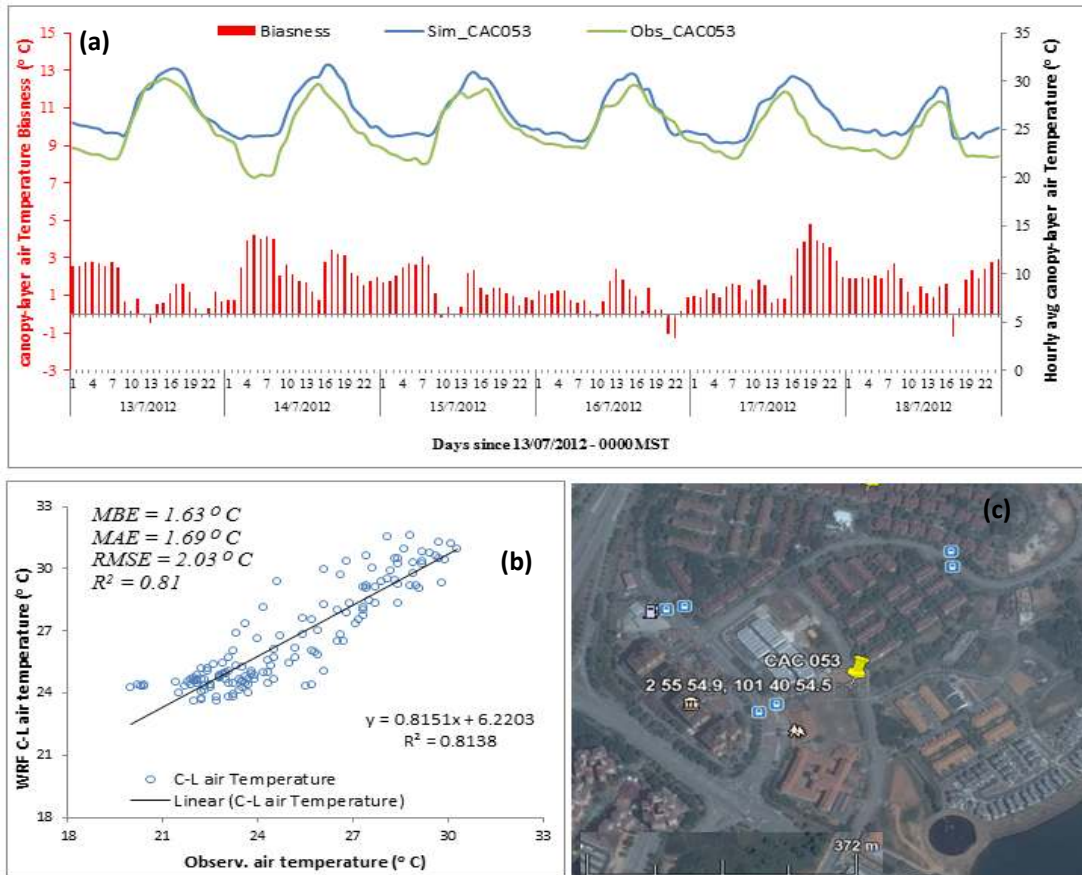 (a)
Biasness Sim_CAC053 Obs_CAC053
canopy-layer air Temperature Biasness (° C)
15
13
11
9
7
5
3
1
-1
-3
35
30
25
20
15
10
5
0
Hourly avg canopy-layer air Temperature (° C)
1 4 7 10 13 16 19 22 1 4 7 10 13 16 19 22 1 4 7 10 13 16 19 22 1 4 7 10 13 16 19 22 1 4 7 10 13 16 19 22 1 4 7 10 13 16 19 22
13/7/2012 14/7/2012 15/7/2012 16/7/2012 17/7/2012 18/7/2012
Days since 13/07/2012 - 0000MST
(b)
MBE = 1.63 ° C
MAE = 1.69 ° C
RMSE = 2.03 ° C
R² = 0.81
WRF C-L air temperature (° C)
33
30
27
24
21
18
y = 0.8151x + 6.2203
R² = 0.8138
C-L air Temperature
Linear (C-L air Temperature)
18 21 24 27 30 33
Observ. air temperature (° C)
(c)
CAC 053
2 55 54.9, 101 40 54.5
372 m